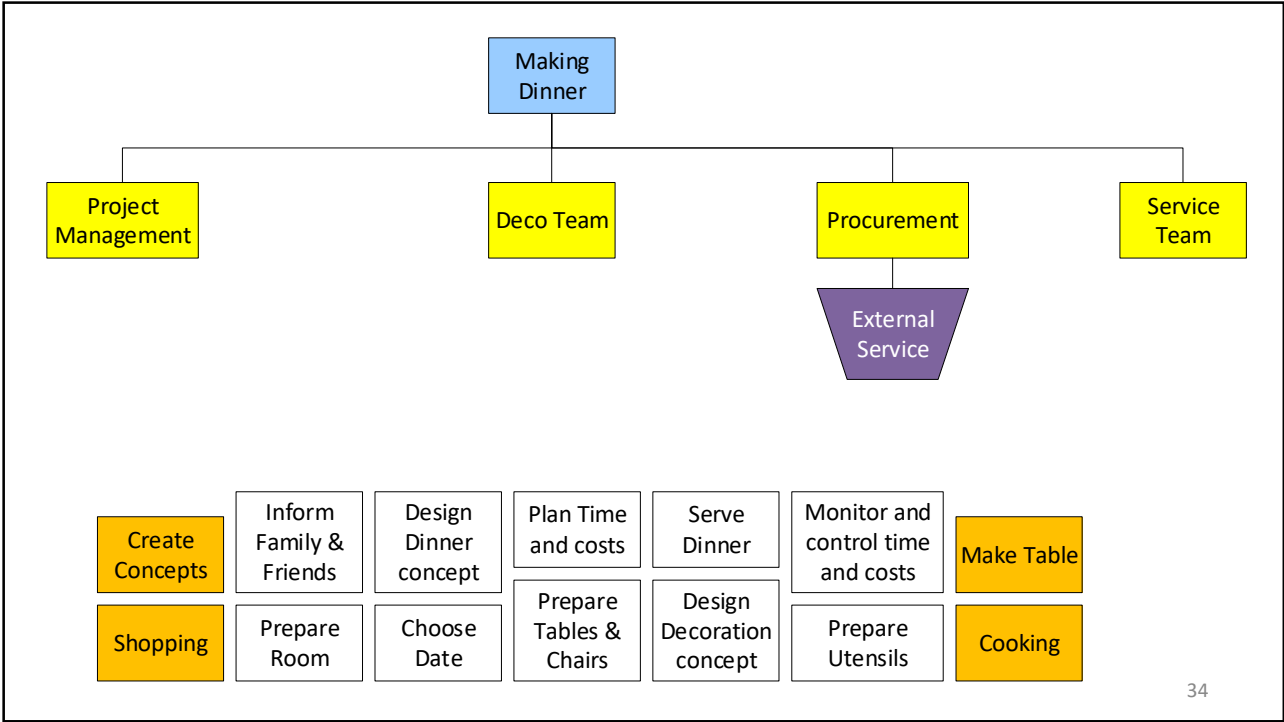 Making
Dinner
Project
Management
Deco Team
Procurement
Service
Team
External
Service
Create
Concepts
Inform
Family &
Friends
Design
Dinner
concept
Plan Time
and costs
Serve
Dinner
Monitor and
control time
and costs
Make Table
Shopping
Prepare
Room
Choose
Date
Prepare
Tables &
Chairs
Design
Decoration
concept
Prepare
Utensils
Cooking
34